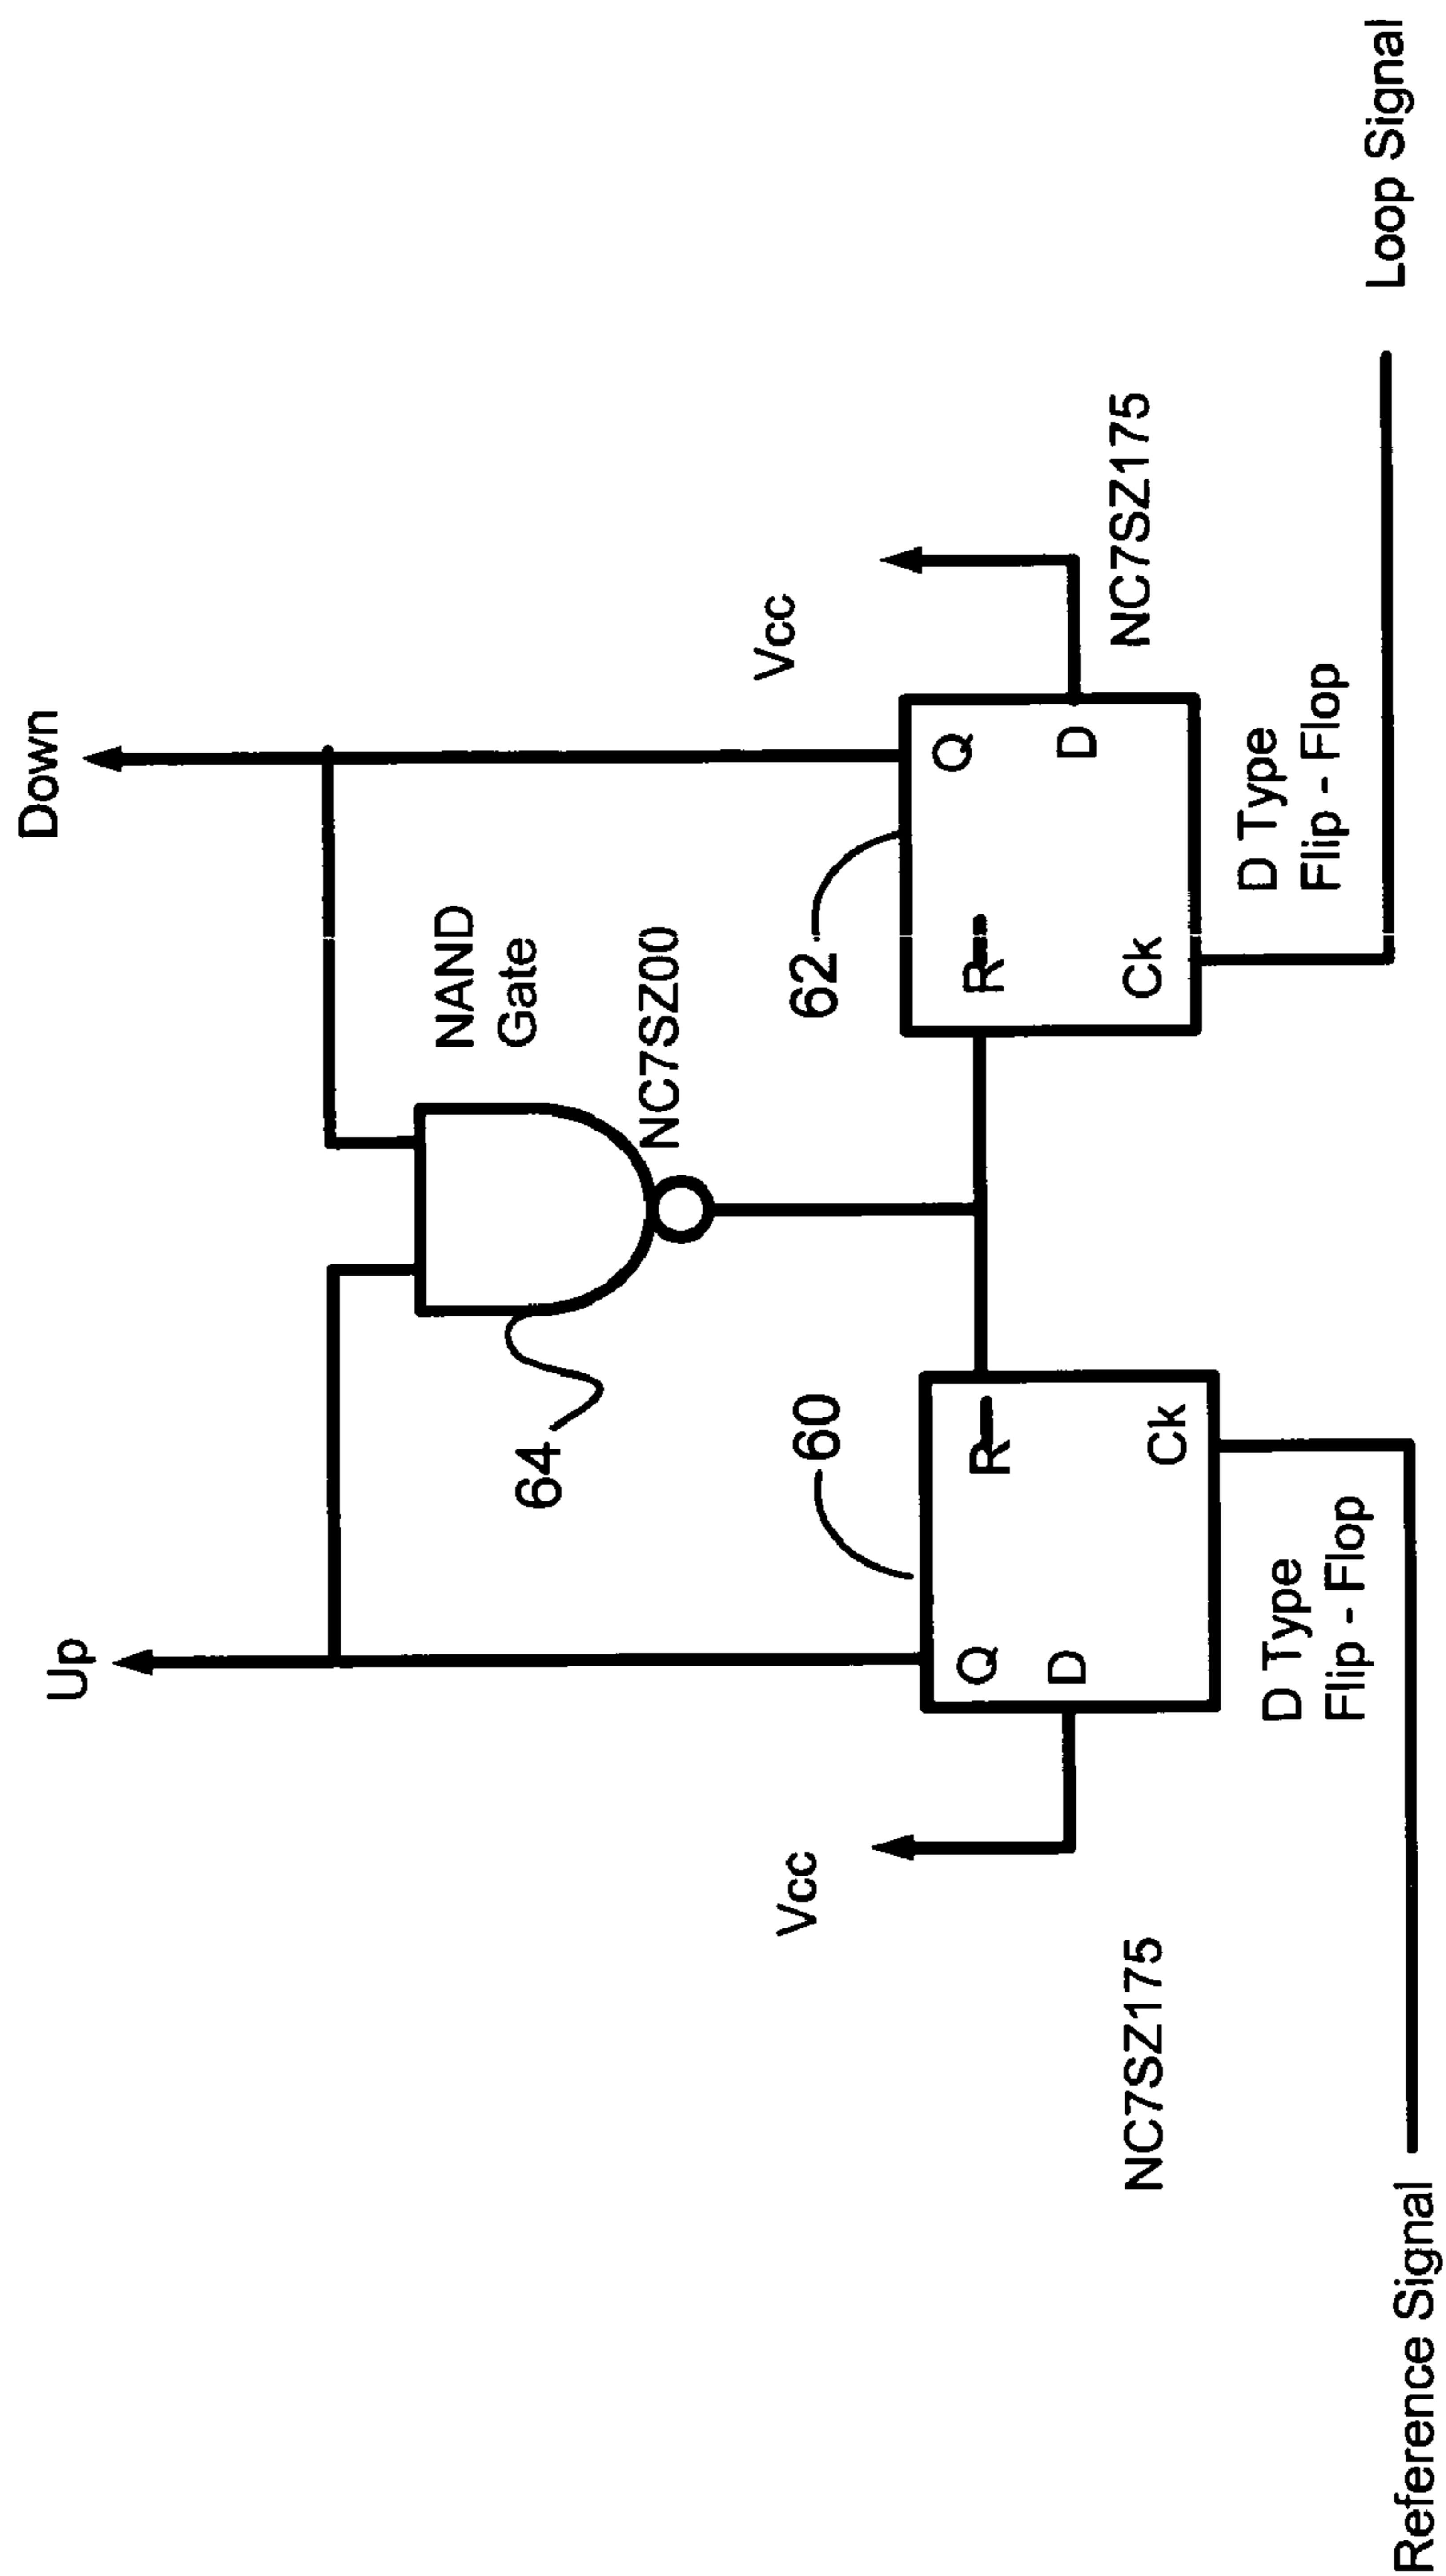 Up
Down
NAND
Gate
64
NC7SZ00
Vcc
60
62
Vcc
Q
R
D
Ck
R
Q
Ck
D
NC7SZ175
D Type
Flip - Flop
D Type
Flip - Flop
NC7SZ175
Reference Signal
Loop Signal